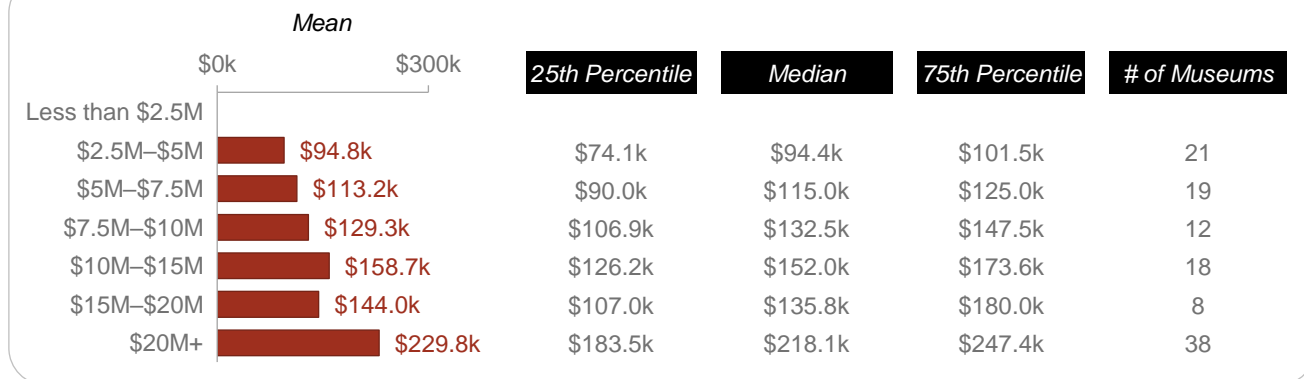 Mean
$0k $300k 25th Percentile Median 75th Percentile # of Museums
Less than $2.5M
$2.5M–$5M $94.8k $74.1k $94.4k $101.5k 21
$5M–$7.5M $113.2k $90.0k $115.0k $125.0k 19
$7.5M–$10M $129.3k $106.9k $132.5k $147.5k 12
$10M–$15M $158.7k $126.2k $152.0k $173.6k 18
$15M–$20M $144.0k $107.0k $135.8k $180.0k 8
$20M+ $229.8k $183.5k $218.1k $247.4k 38